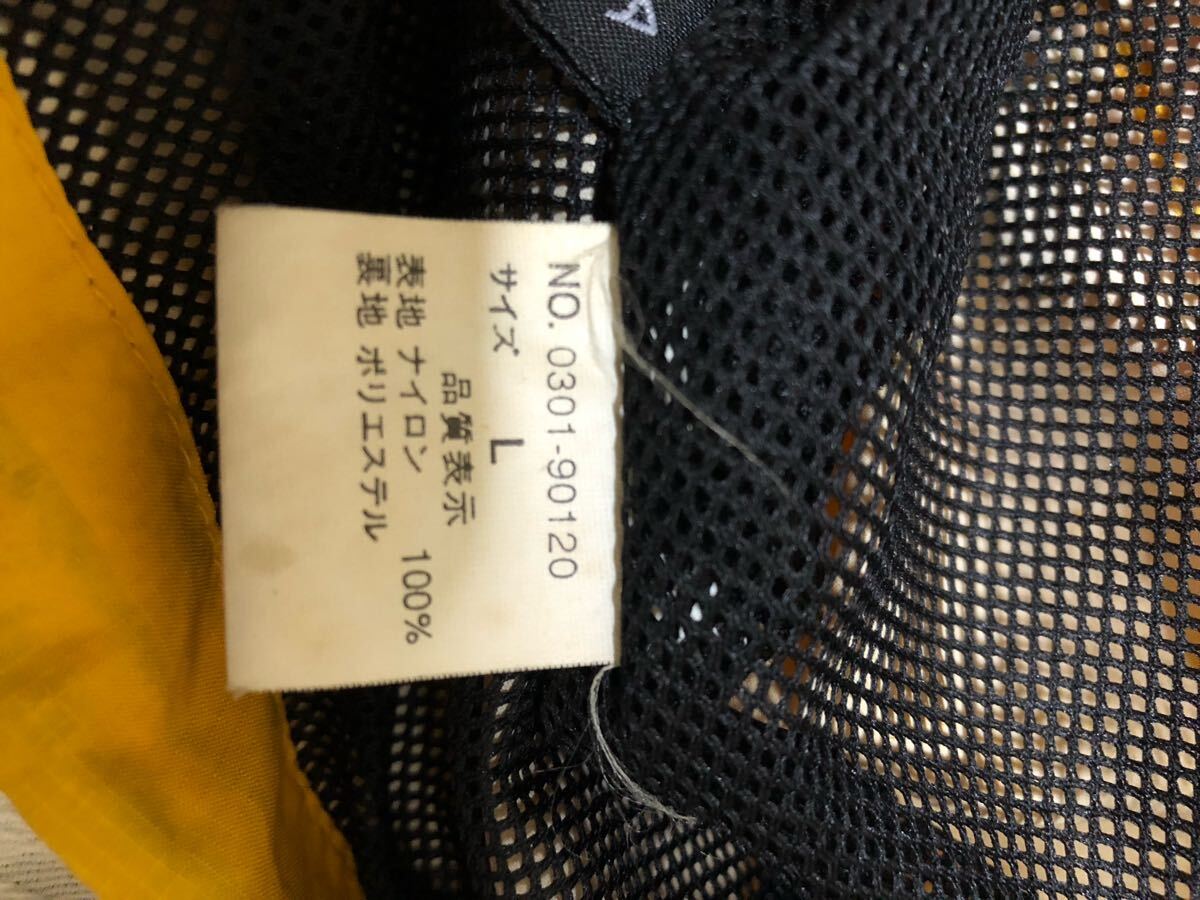 NO. 0301-90120
サイズ L
品質表示
表地 ナイロン 100%
裏地 ポリエステル